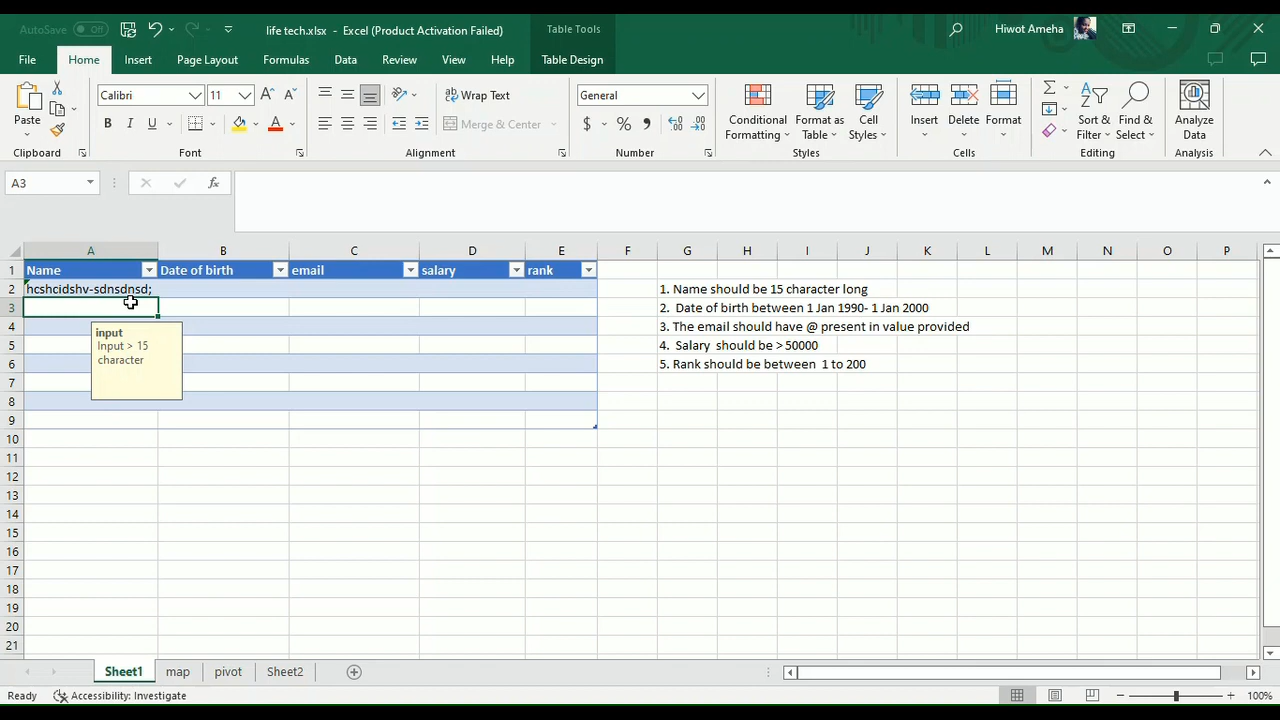 AutoSave Off life tech.xlsx - Excel (Product Activation Failed) Table Tools Hiwot Ameha
File Home Insert Page Layout Formulas Data Review View Help Table Design
Paste Calibri 11 Wrap Text General Conditional Formatting Format as Table Cell Styles Insert Delete Format Sort & Filter Find & Select Analyze Data
B I U A Merge & Center $ % ,
Clipboard Font Alignment Number Styles Cells Editing Analysis
A3 fx
A B C D E F G H I J K L M N O P
1 Name Date of birth email salary rank
2 hcshcidshv-sdnsdnsd; 1. Name should be 15 character long
3 2. Date of birth between 1 Jan 1990- 1 Jan 2000
4 3. The email should have @ present in value provided
5 4. Salary should be > 50000
6 5. Rank should be between 1 to 200
input
Input > 15
character
7
8
9
10
11
12
13
14
15
16
17
18
19
20
21
Sheet1 map pivot Sheet2
Ready Accessibility: Investigate 100%